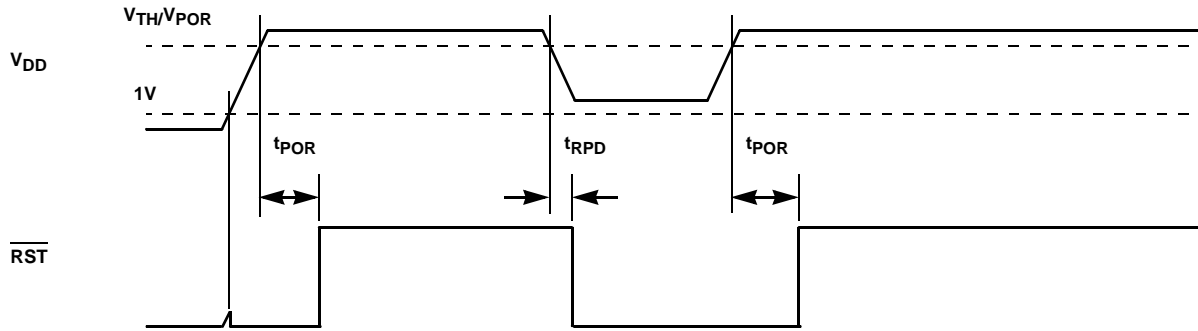 VTH/VPOR
VDD
1V
tPOR
tRPD
tPOR
RST